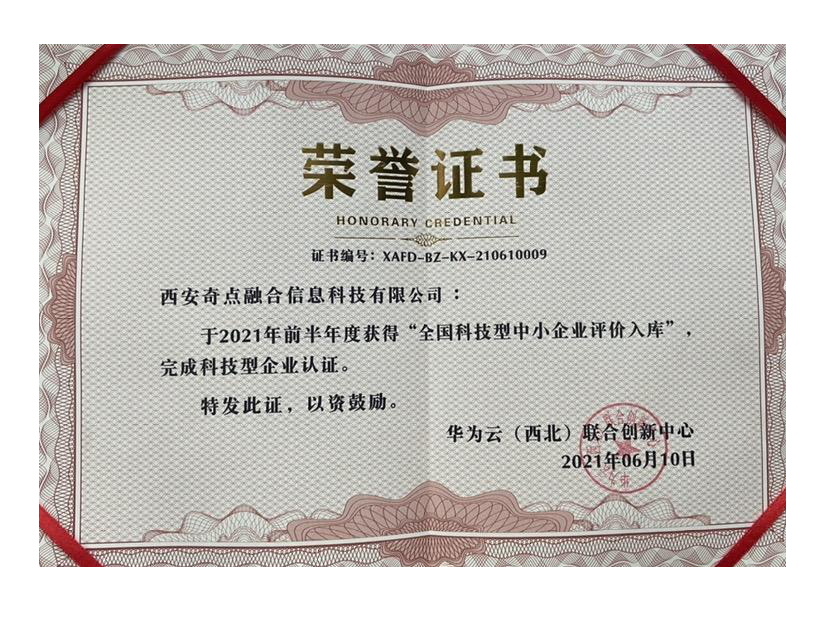 荣誉证书
HONORARY CREDENTIAL
证书编号：XAFD-BZ-KX-210610009
西安奇点融合信息科技有限公司：
于2021年前半年度获得“全国科技型中小企业评价入库”，
完成科技型企业认证。
特发此证，以资鼓励。
华为云（西北）联合创新中心
2021年06月10日